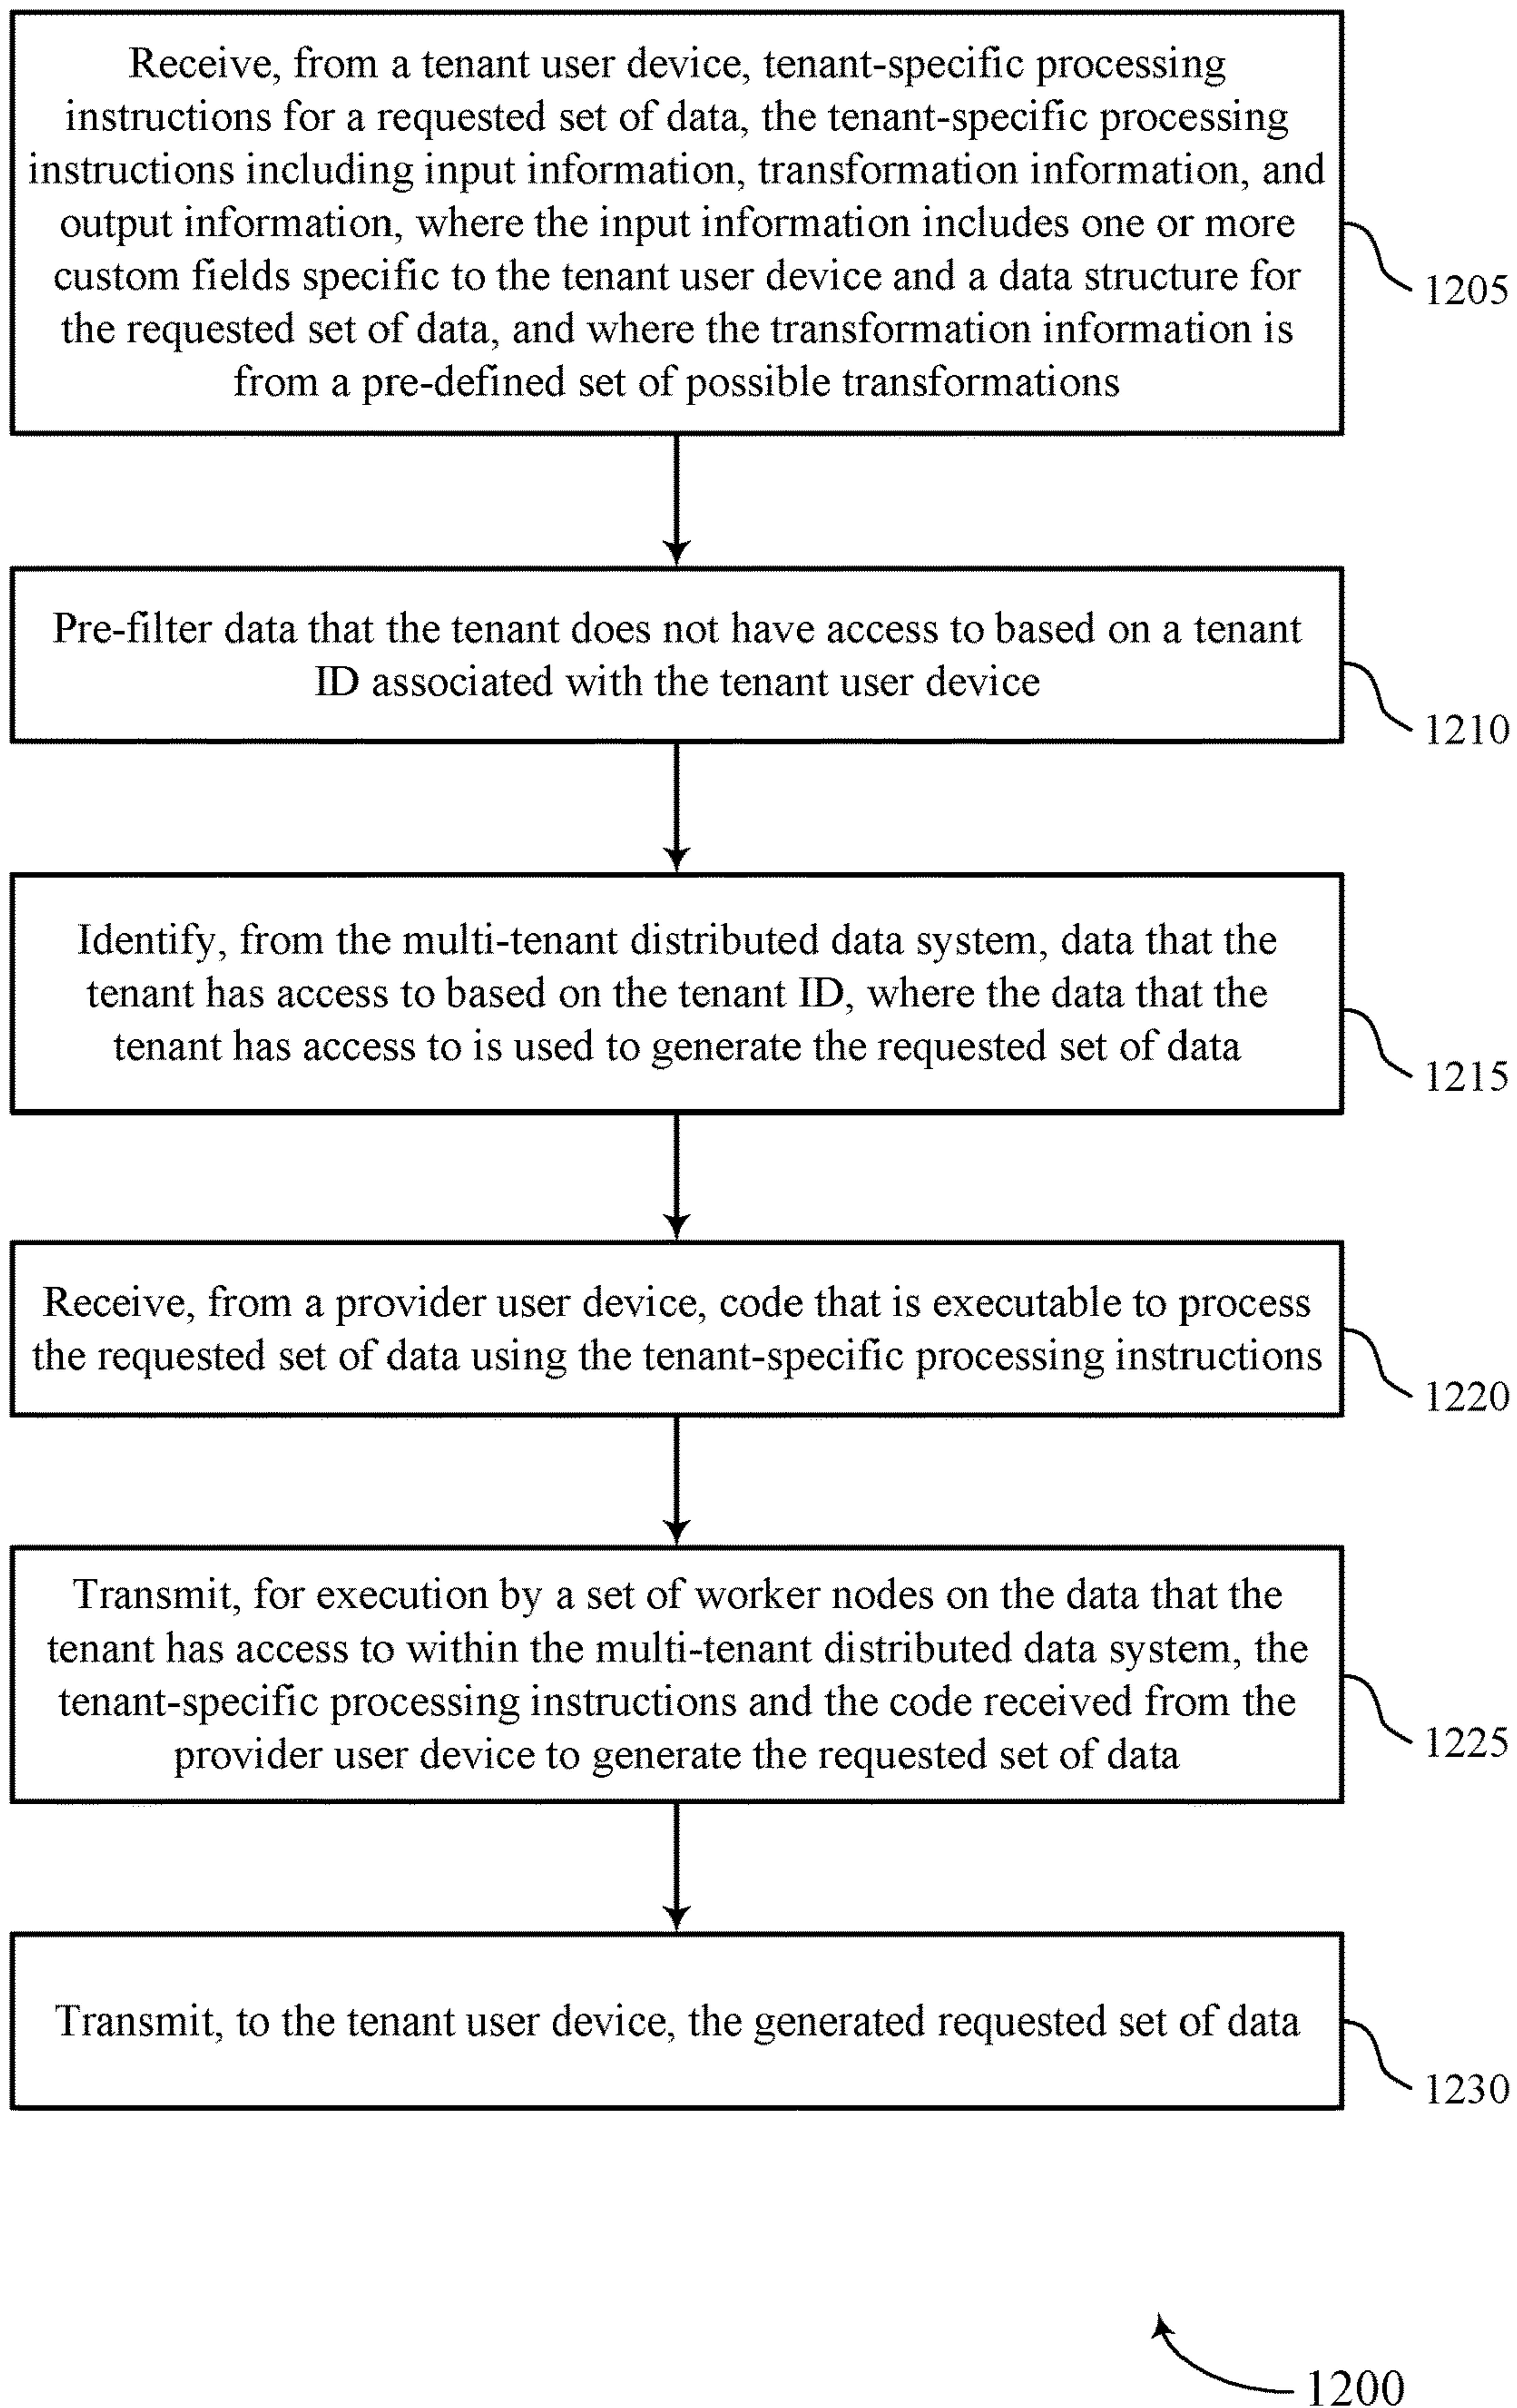 Receive, from a tenant user device, tenant-specific processing
instructions for a requested set of data, the tenant-specific processing
instructions including input information, transformation information, and
output information, where the input information includes one or more
custom fields specific to the tenant user device and a data structure for
the requested set of data, and where the transformation information is
from a pre-defined set of possible transformations
1205
Pre-filter data that the tenant does not have access to based on a tenant
ID associated with the tenant user device
1210
Identify, from the multi-tenant distributed data system, data that the
tenant has access to based on the tenant ID, where the data that the
tenant has access to is used to generate the requested set of data
1215
Receive, from a provider user device, code that is executable to process
the requested set of data using the tenant-specific processing instructions
1220
Transmit, for execution by a set of worker nodes on the data that the
tenant has access to within the multi-tenant distributed data system, the
tenant-specific processing instructions and the code received from the
provider user device to generate the requested set of data
1225
Transmit, to the tenant user device, the generated requested set of data
1230
1200